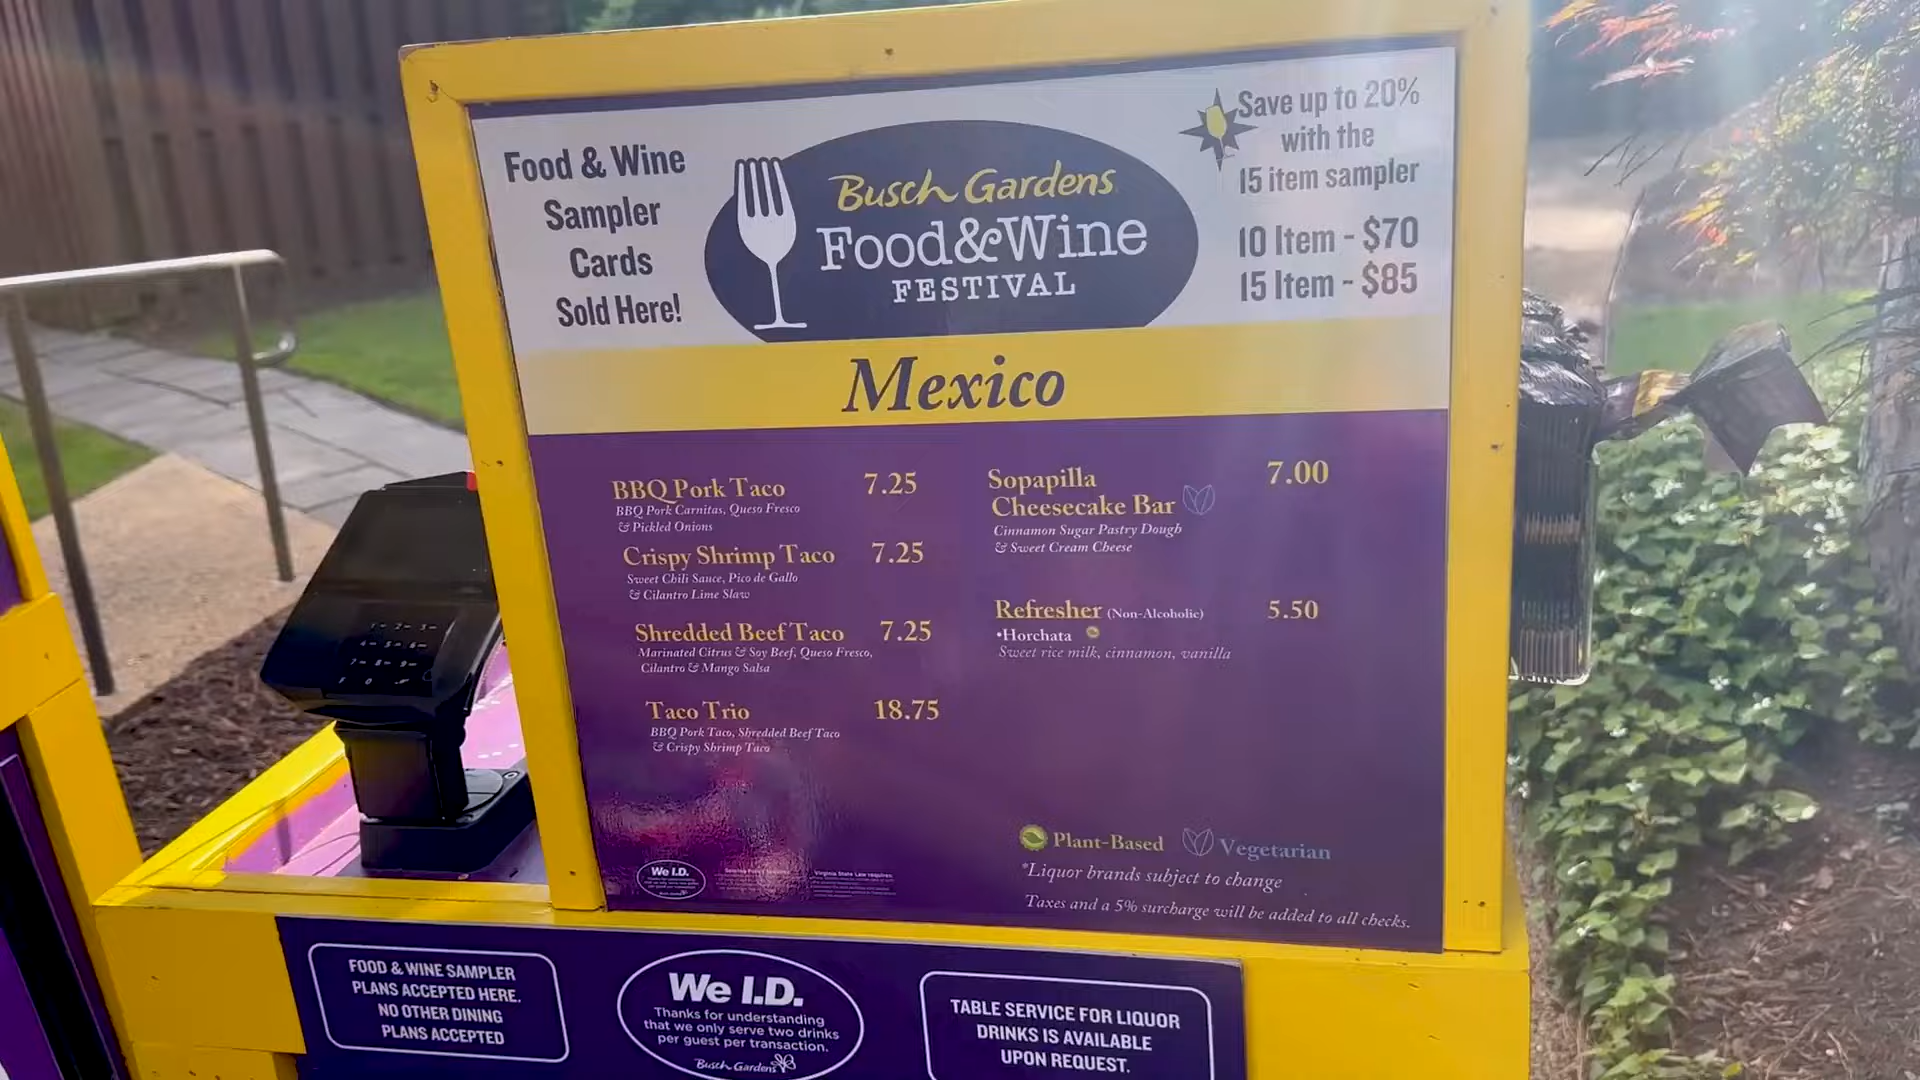 Food & Wine
Sampler
Cards
Sold Here!
Busch Gardens
Food&Wine
FESTIVAL
Save up to 20%
with the
15 item sampler
10 Item - $70
15 Item - $85
Mexico
BBQ Pork Taco 7.25
BBQ Pork Carnitas, Queso Fresco
& Pickled Onions
Crispy Shrimp Taco 7.25
Sweet Chili Sauce, Pico de Gallo
& Cilantro Lime Slaw
Shredded Beef Taco 7.25
Marinated Citrus & Soy Beef, Queso Fresco,
Cilantro & Mango Salsa
Taco Trio 18.75
BBQ Pork Taco, Shredded Beef Taco
& Crispy Shrimp Taco
Sopapilla
Cheesecake Bar 7.00
Cinnamon Sugar Pastry Dough
& Sweet Cream Cheese
Refresher (Non-Alcoholic) 5.50
•Horchata
Sweet rice milk, cinnamon, vanilla
Plant-Based Vegetarian
*Liquor brands subject to change
Taxes and a 5% surcharge will be added to all checks.
We I.D.
Virginia State Law requires
FOOD & WINE SAMPLER
PLANS ACCEPTED HERE.
NO OTHER DINING
PLANS ACCEPTED
We I.D.
Thanks for understanding
that we only serve two drinks
per guest per transaction.
Busch Gardens
TABLE SERVICE FOR LIQUOR
DRINKS IS AVAILABLE
UPON REQUEST.